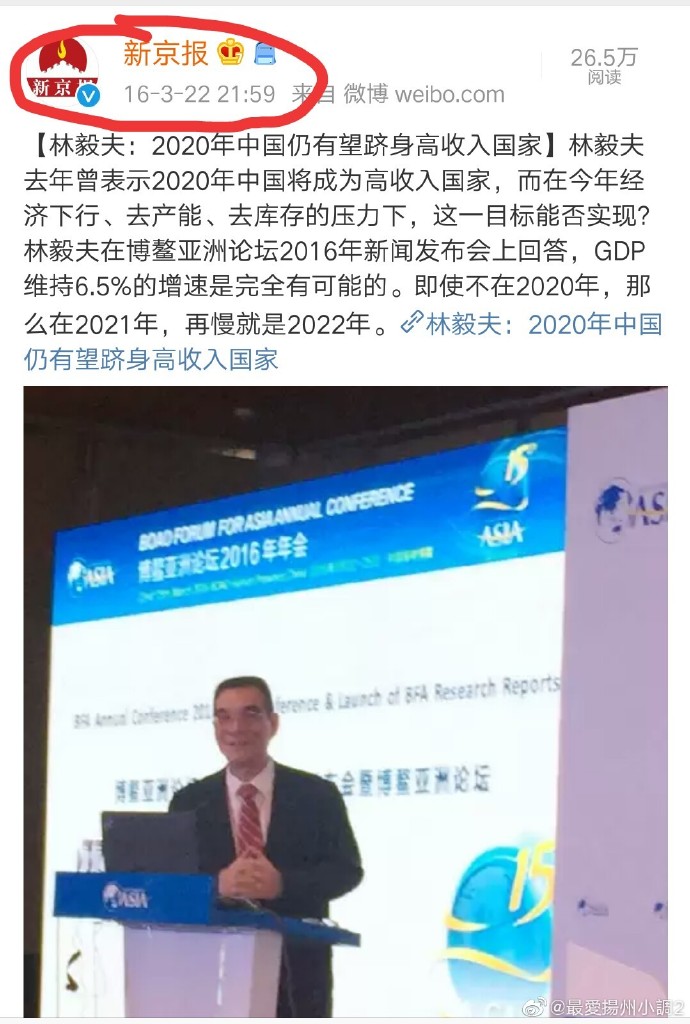 新京报
新京报
26.5万
阅读
16-3-22 21:59 来自 微博 weibo.com
【林毅夫：2020年中国仍有望跻身高收入国家】林毅夫
去年曾表示2020年中国将成为高收入国家，而在今年经
济下行、去产能、去库存的压力下，这一目标能否实现?
林毅夫在博鳌亚洲论坛2016年新闻发布会上回答，GDP
维持6.5%的增速是完全有可能的。即使不在2020年，那
么在2021年，再慢就是2022年。林毅夫：2020年中国
仍有望跻身高收入国家
15
BOAO FORUM FOR ASIA ANNUAL CONFERENCE
博鳌亚洲论坛2016年年会
ASIA
ASIA
BFA Annual Conference 201 ference & Launch of BFA Research Reports
博鳌亚洲论 布会暨博鳌亚洲论坛
15
ASIA
@最愛揚州小調2